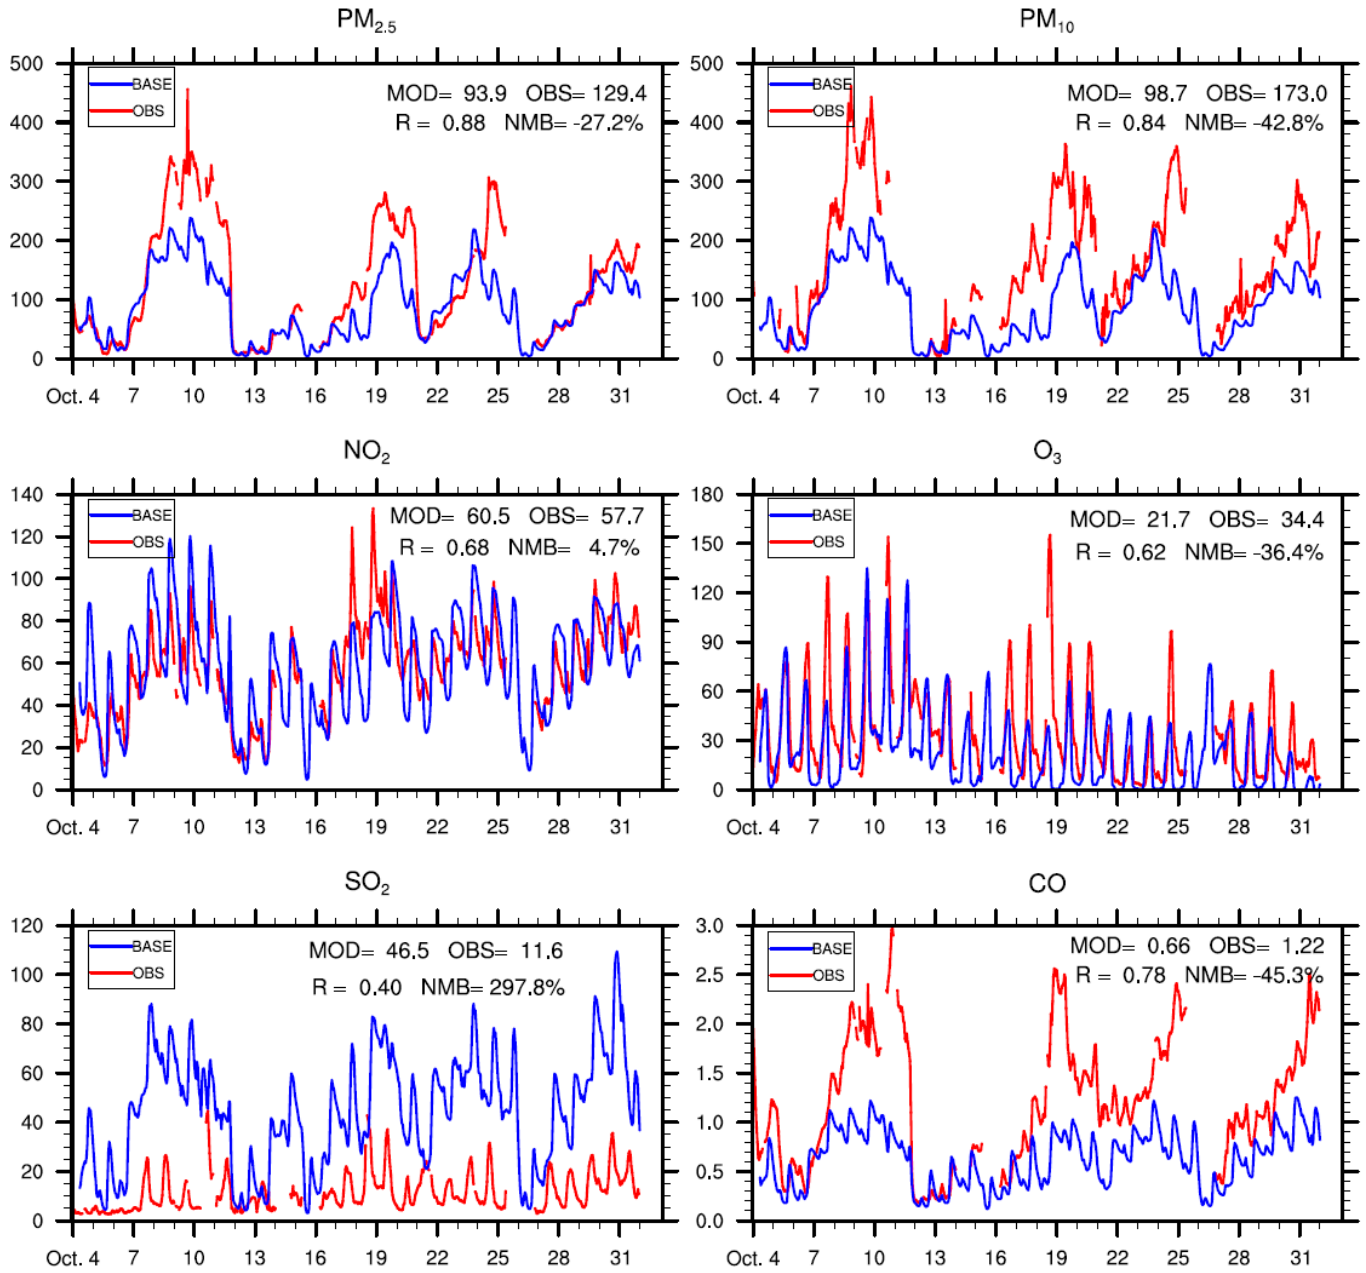 PM2.5
500
400
300
200
100
0
BASE
OBS
MOD= 93.9 OBS= 129.4
R = 0.88 NMB= -27.2%
Oct. 4 7 10 13 16 19 22 25 28 31
PM10
500
400
300
200
100
0
BASE
OBS
MOD= 98.7 OBS= 173.0
R = 0.84 NMB= -42.8%
Oct. 4 7 10 13 16 19 22 25 28 31
NO2
140
120
100
80
60
40
20
0
BASE
OBS
MOD= 60.5 OBS= 57.7
R = 0.68 NMB= 4.7%
Oct. 4 7 10 13 16 19 22 25 28 31
O3
180
150
120
90
60
30
0
BASE
OBS
MOD= 21.7 OBS= 34.4
R = 0.62 NMB= -36.4%
Oct. 4 7 10 13 16 19 22 25 28 31
SO2
120
100
80
60
40
20
0
BASE
OBS
MOD= 46.5 OBS= 11.6
R = 0.40 NMB= 297.8%
Oct. 4 7 10 13 16 19 22 25 28 31
CO
3.0
2.5
2.0
1.5
1.0
0.5
0.0
BASE
OBS
MOD= 0.66 OBS= 1.22
R = 0.78 NMB= -45.3%
Oct. 4 7 10 13 16 19 22 25 28 31